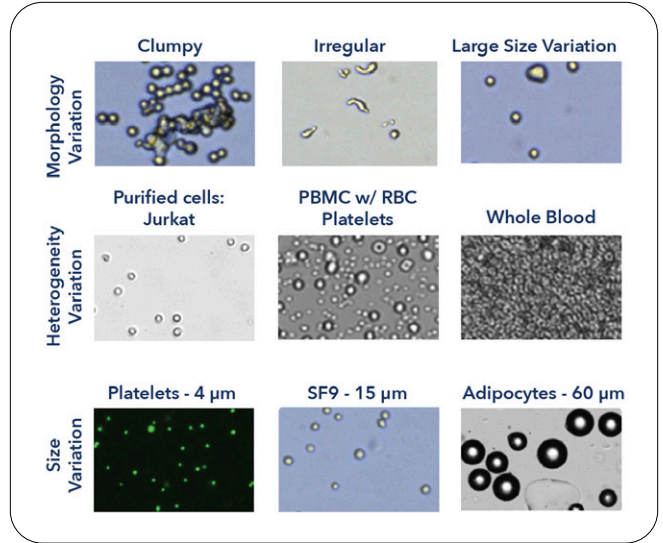 Clumpy
Irregular
Large Size Variation
Morphology
Variation
Purified cells:
Jurkat
PBMC w/ RBC
Platelets
Whole Blood
Heterogeneity
Variation
Platelets - 4 µm
SF9 - 15 µm
Adipocytes - 60 µm
Size
Variation